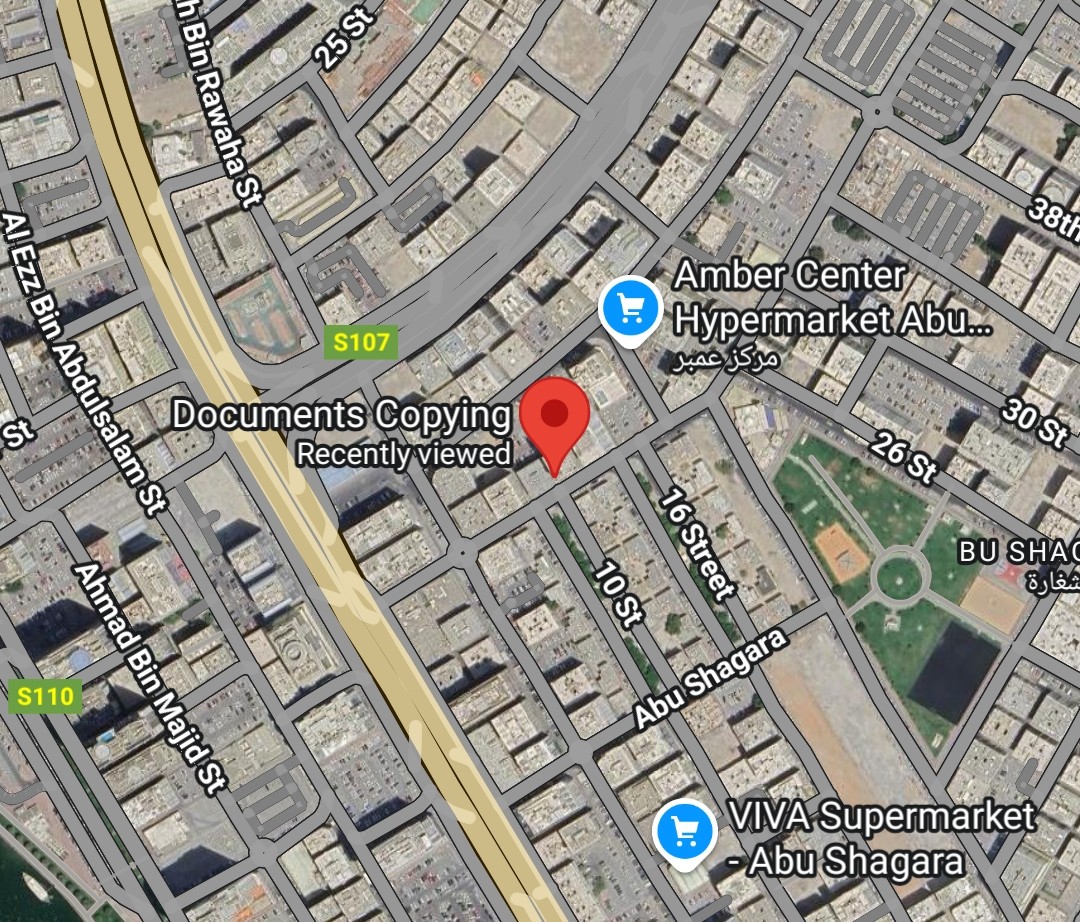 25 St
h Bin Rawaha St
38th
Al Ezz Bin Abdulsalam St
Amber Center
Hypermarket Abu...
مركز عمبر
S107
Documents Copying
Recently viewed
St
30 St
26 St
16 Street
10 St
BU SHAG
شغارة
Ahmad Bin Majid St
Abu Shagara
S110
VIVA Supermarket
- Abu Shagara